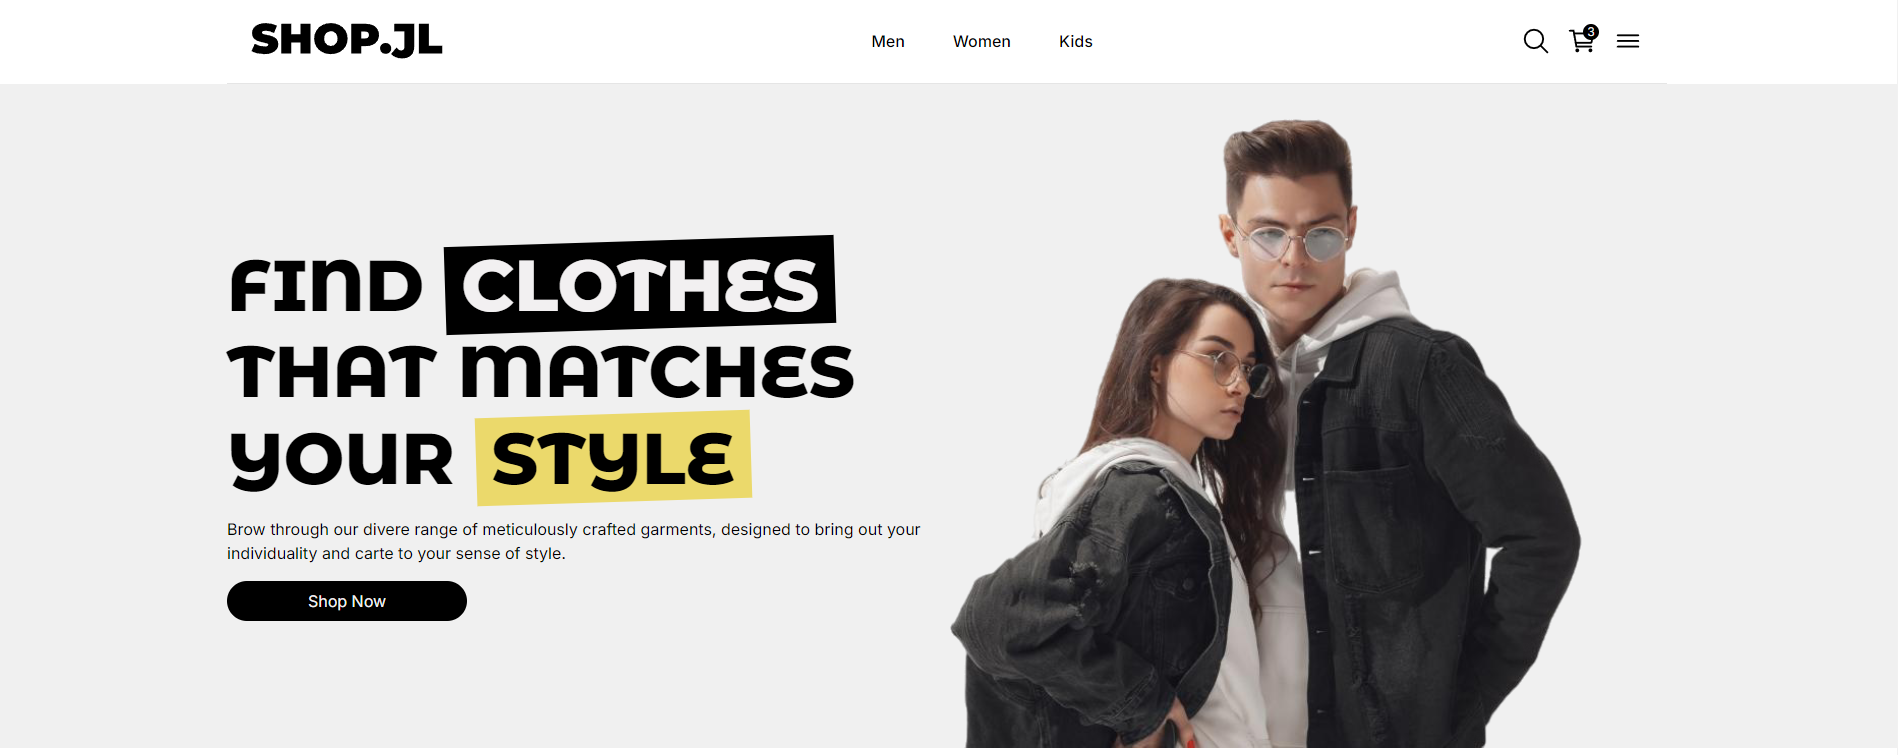 SHOP.JL
Men Women Kids
3
FIND CLOTHES
THAT MATCHES
YOUR STYLE
Brow through our divere range of meticulously crafted garments, designed to bring out your
individuality and carte to your sense of style.
Shop Now